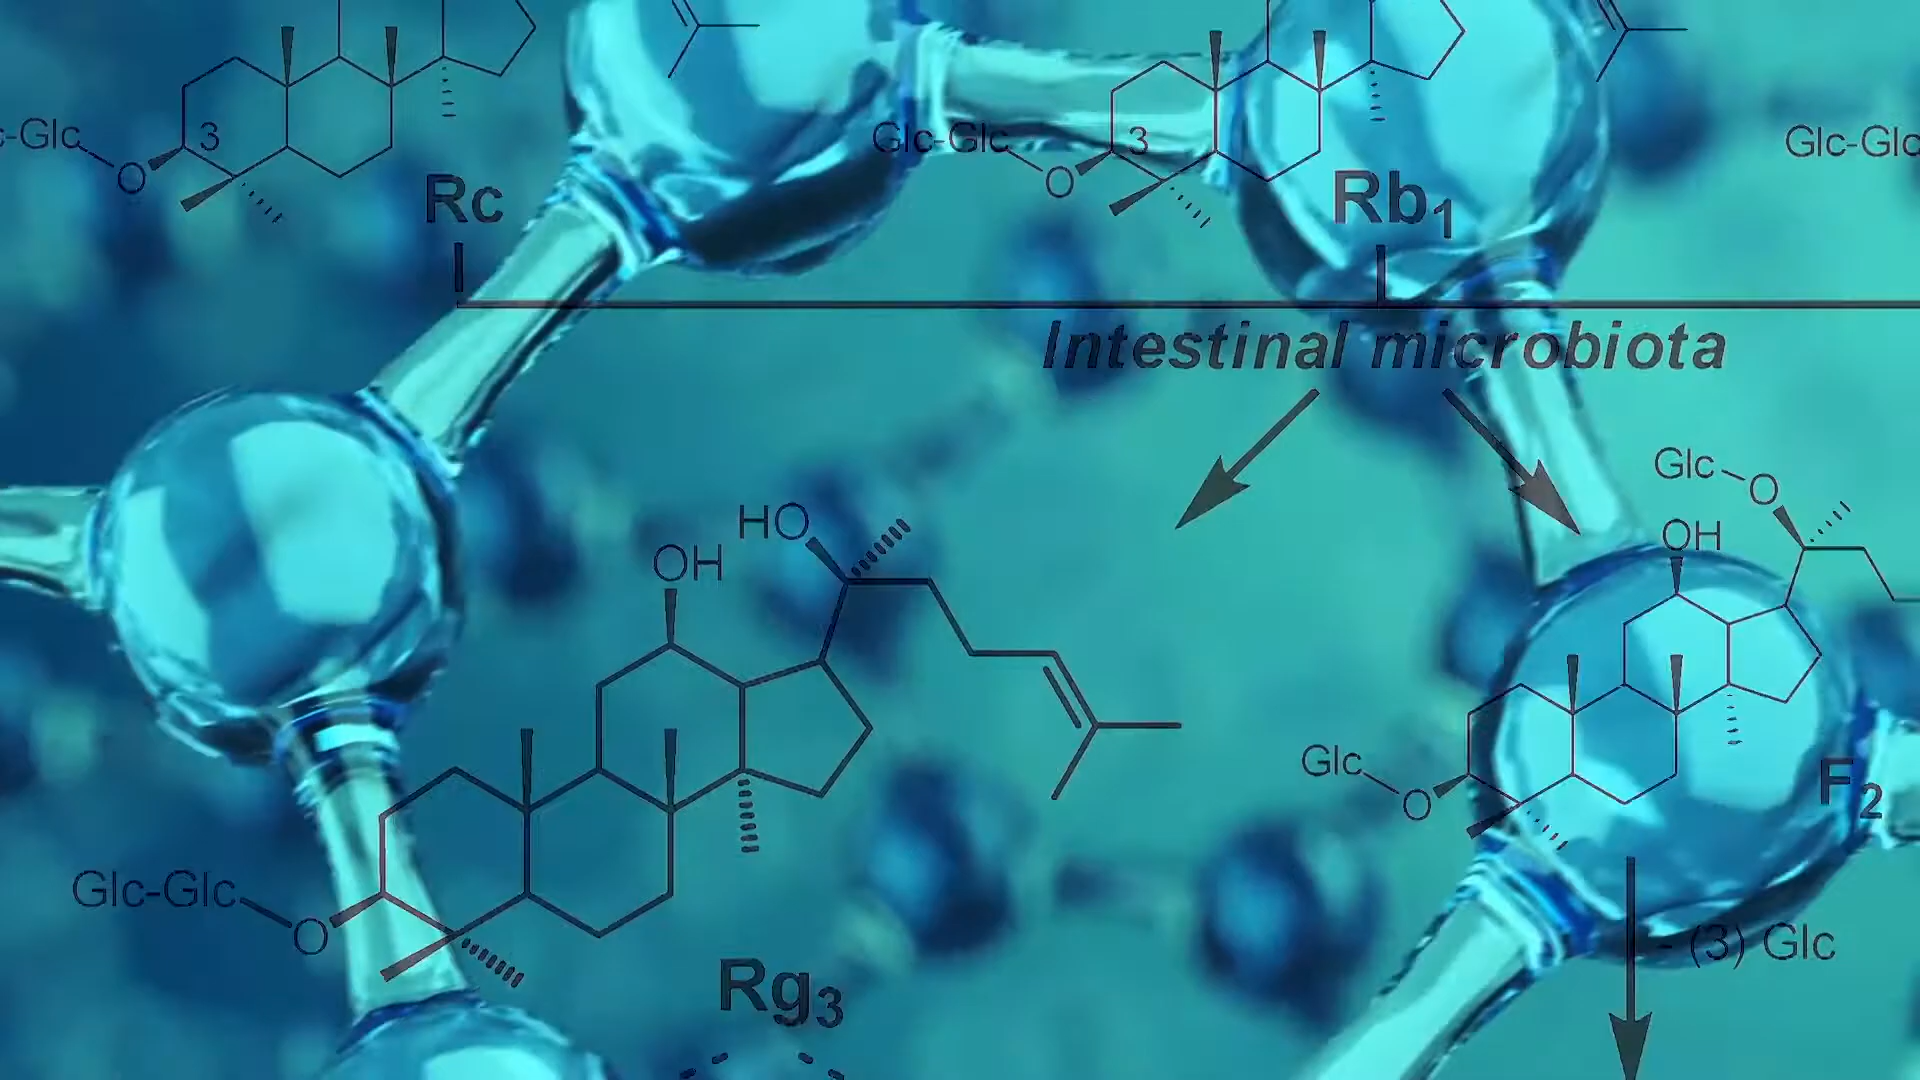 c-Glc
O
3
Rc
Glc-Glc
O
3
Rb1
Glc-Glc
Intestinal microbiota
HO
OH
Glc-Glc
O
Rg3
Glc
O
OH
Glc
O
F2
- (3) Glc